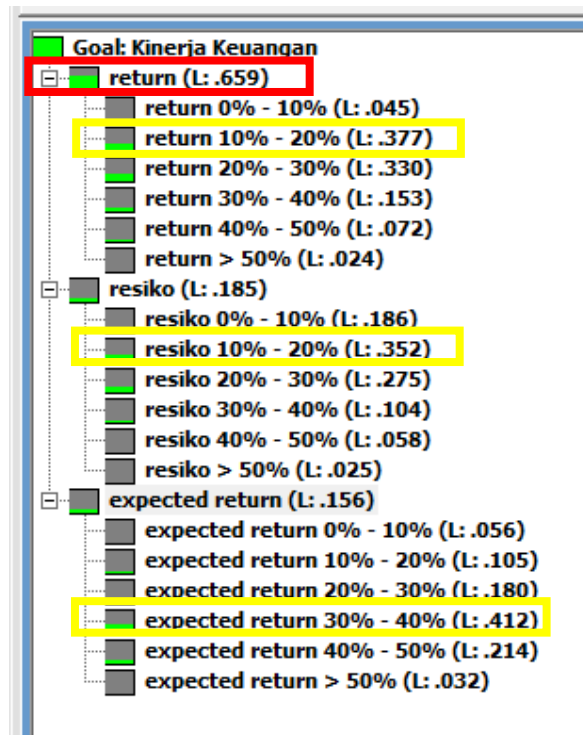 Goal: Kinerja Keuangan
return (L: .659)
return 0% - 10% (L: .045)
return 10% - 20% (L: .377)
return 20% - 30% (L: .330)
return 30% - 40% (L: .153)
return 40% - 50% (L: .072)
return > 50% (L: .024)
resiko (L: .185)
resiko 0% - 10% (L: .186)
resiko 10% - 20% (L: .352)
resiko 20% - 30% (L: .275)
resiko 30% - 40% (L: .104)
resiko 40% - 50% (L: .058)
resiko > 50% (L: .025)
expected return (L: .156)
expected return 0% - 10% (L: .056)
expected return 10% - 20% (L: .105)
expected return 20% - 30% (L: .180)
expected return 30% - 40% (L: .412)
expected return 40% - 50% (L: .214)
expected return > 50% (L: .032)